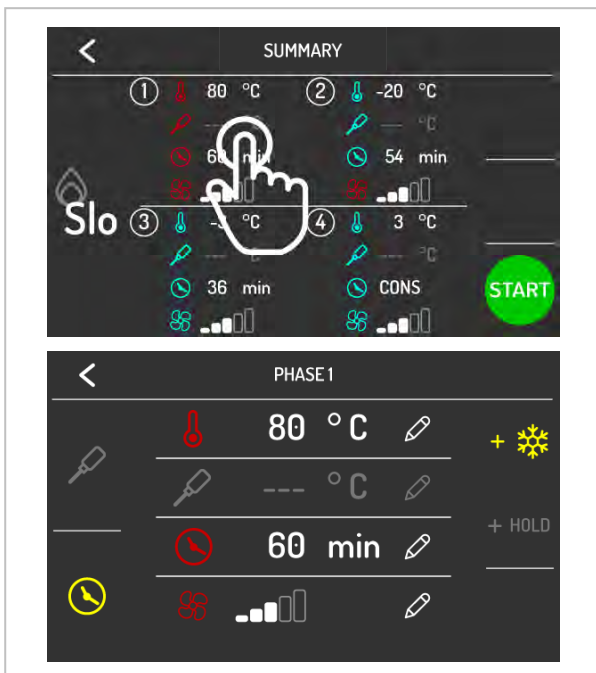 SUMMARY
1 80 °C 2 -20 °C
--- °C --- °C
60 min 54 min
Slo 3 -3 °C 4 3 °C
--- --- °C
36 min CONS START
PHASE 1
80 °C
--- °C
+ HOLD
60 min